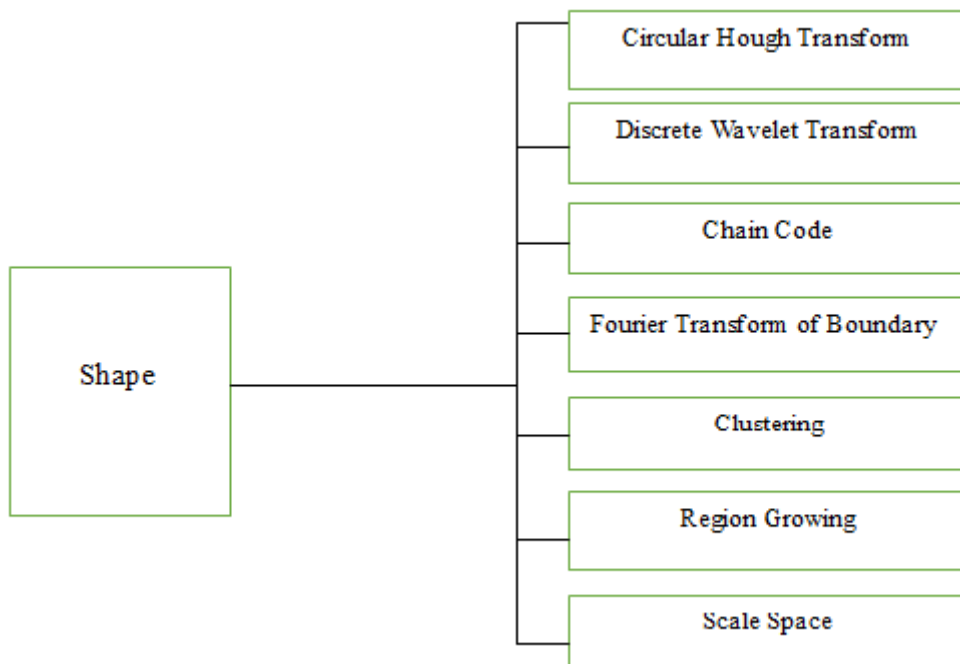 Circular Hough Transform
Discrete Wavelet Transform
Chain Code
Fourier Transform of Boundary
Shape
Clustering
Region Growing
Scale Space